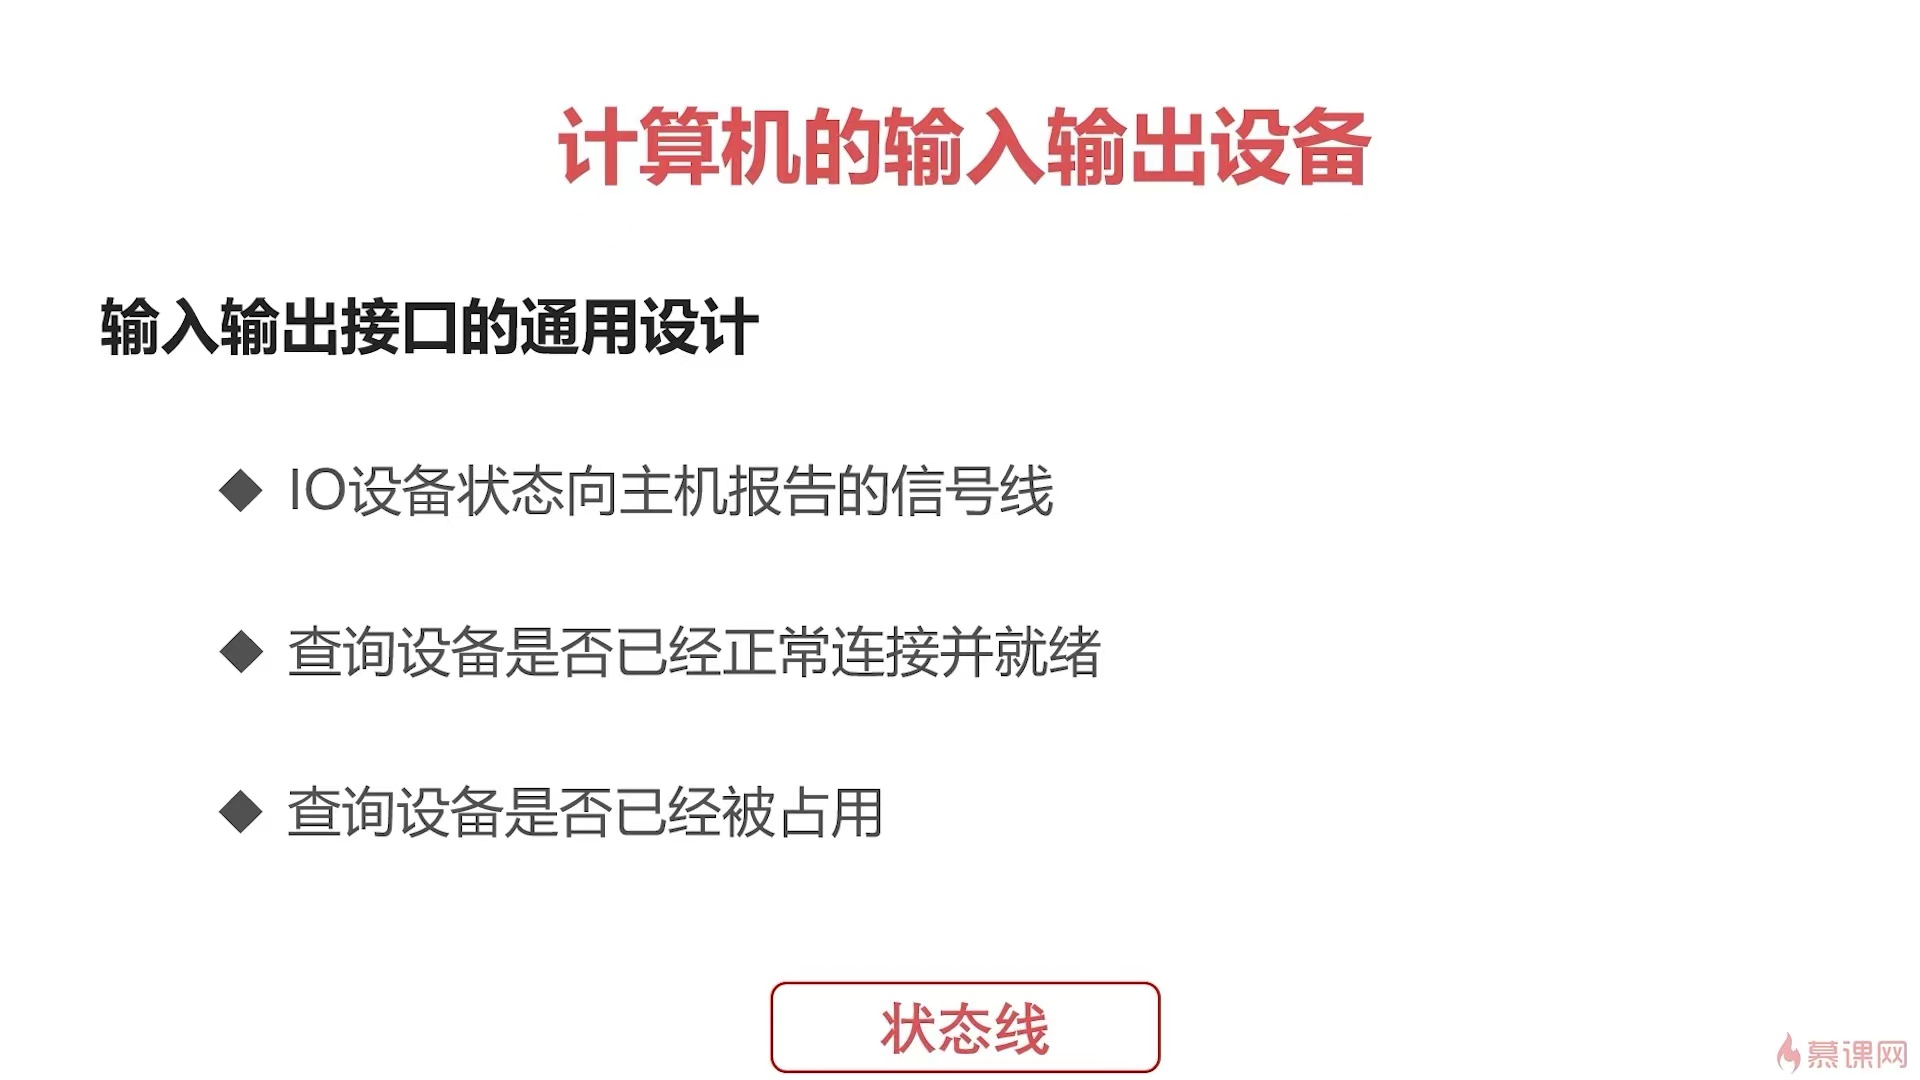 计算机的输入输出设备
输入输出接口的通用设计
◆ IO设备状态向主机报告的信号线
◆ 查询设备是否已经正常连接并就绪
◆ 查询设备是否已经被占用
状态线
慕课网